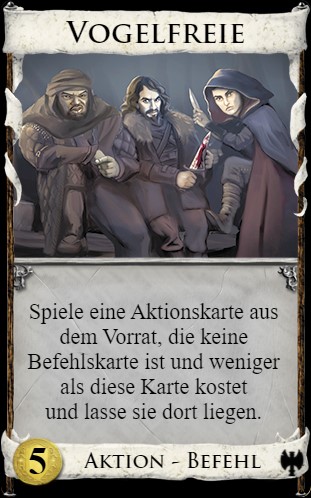 Vogelfreie
Spiele eine Aktionskarte aus
dem Vorrat, die keine
Befehlskarte ist und weniger
als diese Karte kostet
und lasse sie dort liegen.
5
Aktion - Befehl